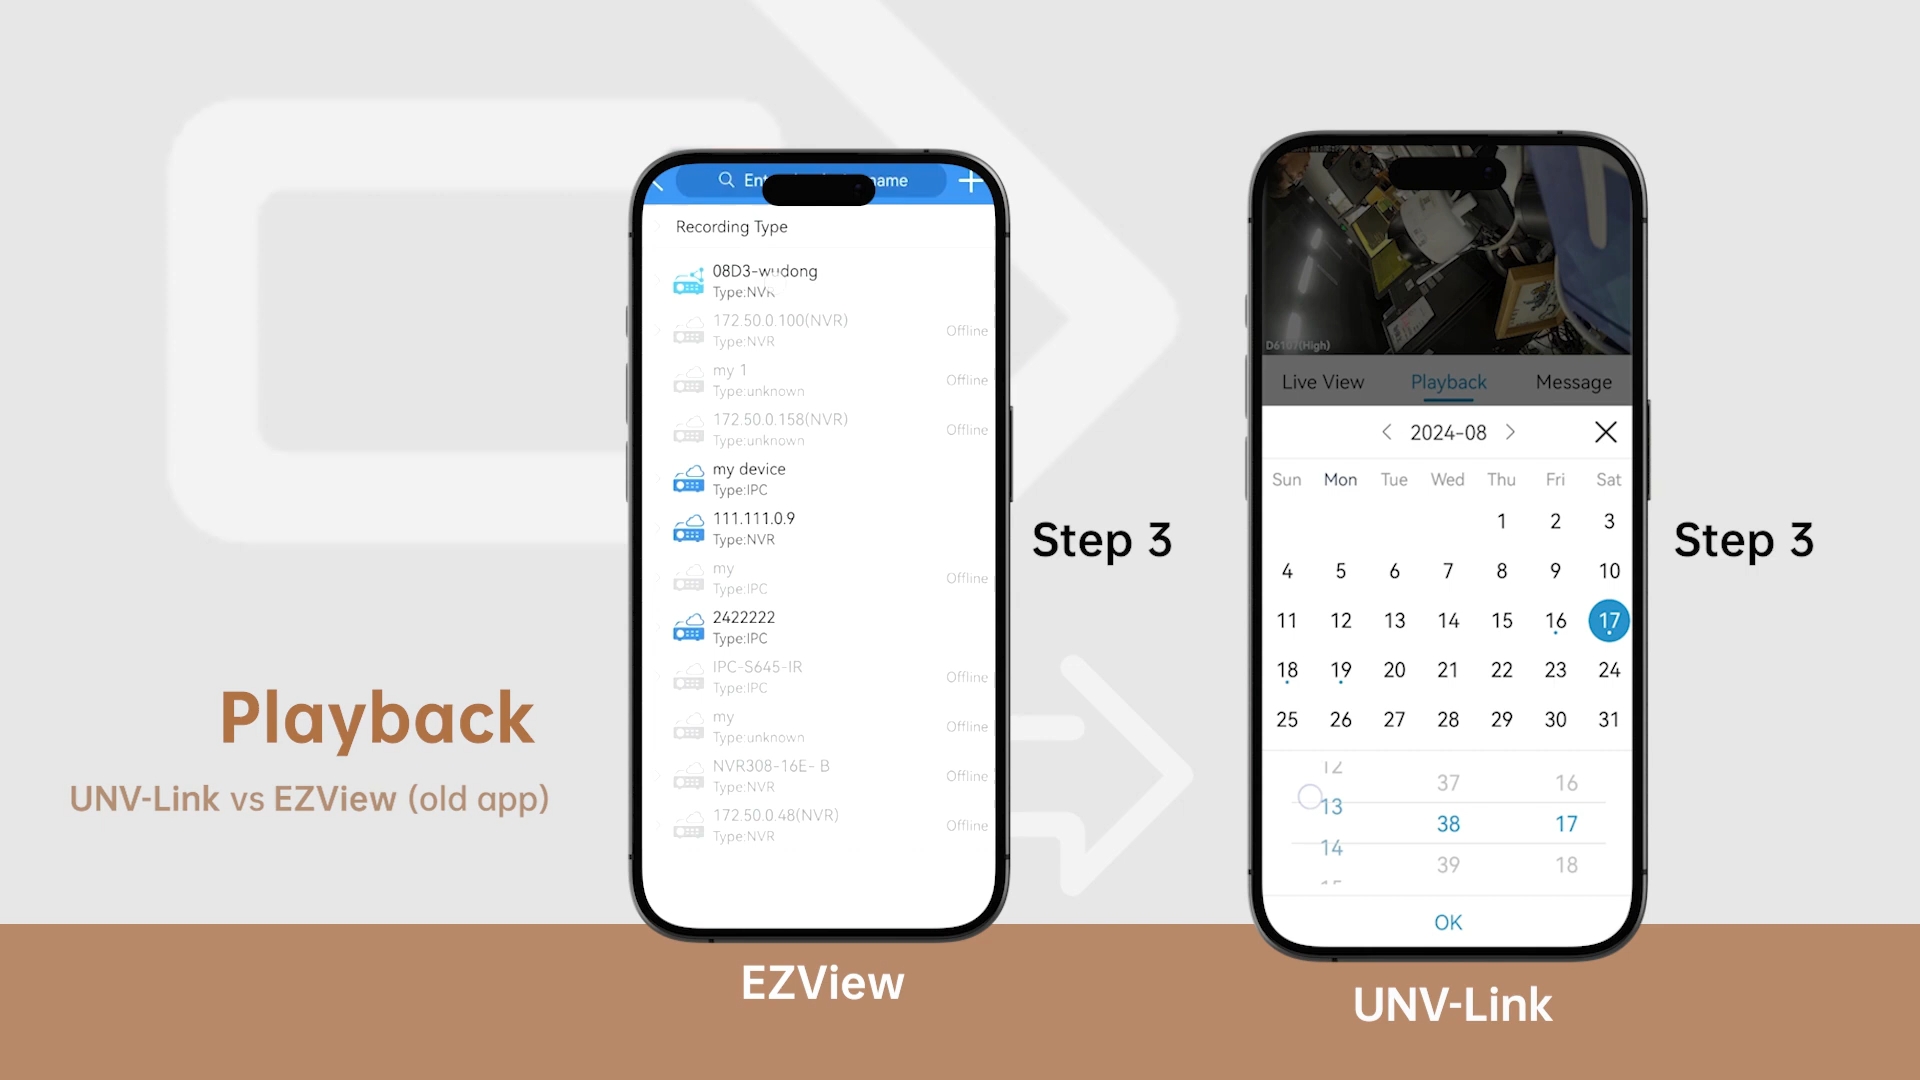 Playback
UNV-Link vs EZView (old app)
name
Recording Type
08D3-wudong
Type:NVR
172.50.0.100(NVR)
Type:NVR
Offline
my 1
Type:unknown
Offline
172.50.0.158(NVR)
Type:unknown
Offline
my device
Type:IPC
111.111.0.9
Type:NVR
my
Type:IPC
Offline
2422222
Type:IPC
IPC-S645-IR
Type:IPC
Offline
my
Type:unknown
Offline
NVR308-16E- B
Type:NVR
Offline
172.50.0.48(NVR)
Type:NVR
Offline
EZView
Step 3
D6107(High)
Live View Playback Message
< 2024-08 >
Sun Mon Tue Wed Thu Fri Sat
1 2 3
4 5 6 7 8 9 10
11 12 13 14 15 16 17
18 19 20 21 22 23 24
25 26 27 28 29 30 31
12 37 16
13 38 17
14 39 18
OK
UNV-Link
Step 3